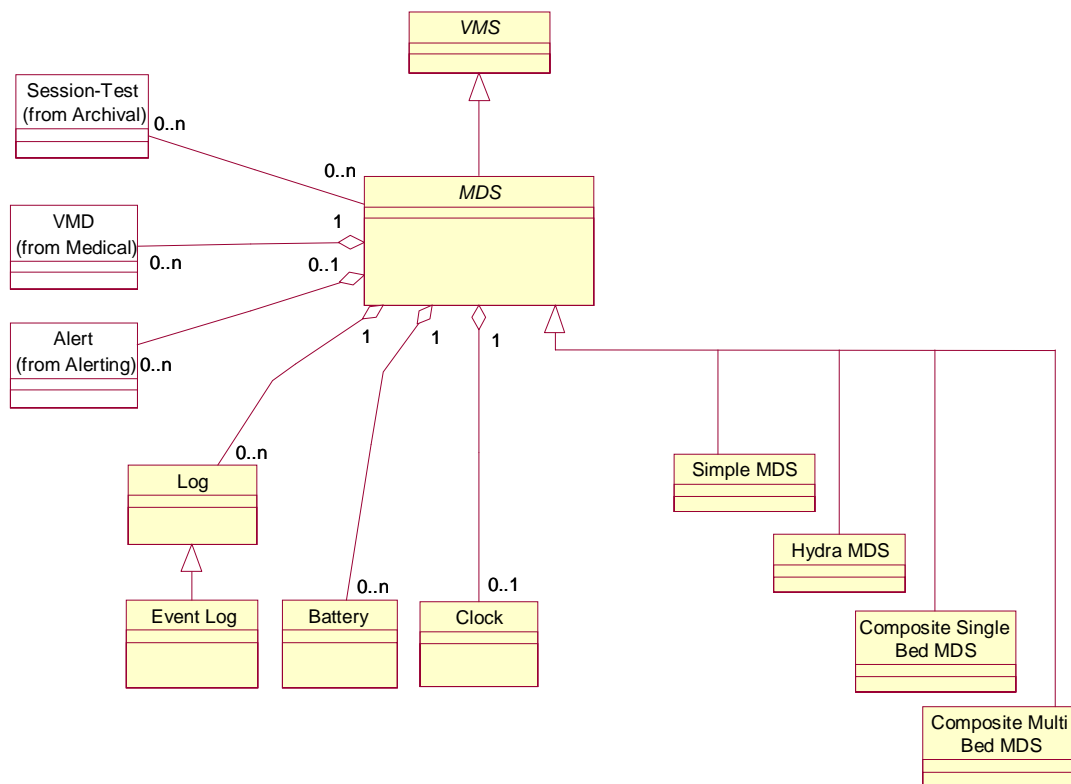 VMS
Session-Test
(from Archival)
0..n
0..n
MDS
VMD
(from Medical)
1
0..n
0..1
Alert
(from Alerting)
0..n
1
1
1
0..n
Log
Simple MDS
Hydra MDS
0..n
0..1
Event Log
Battery
Clock
Composite Single
Bed MDS
Composite Multi
Bed MDS